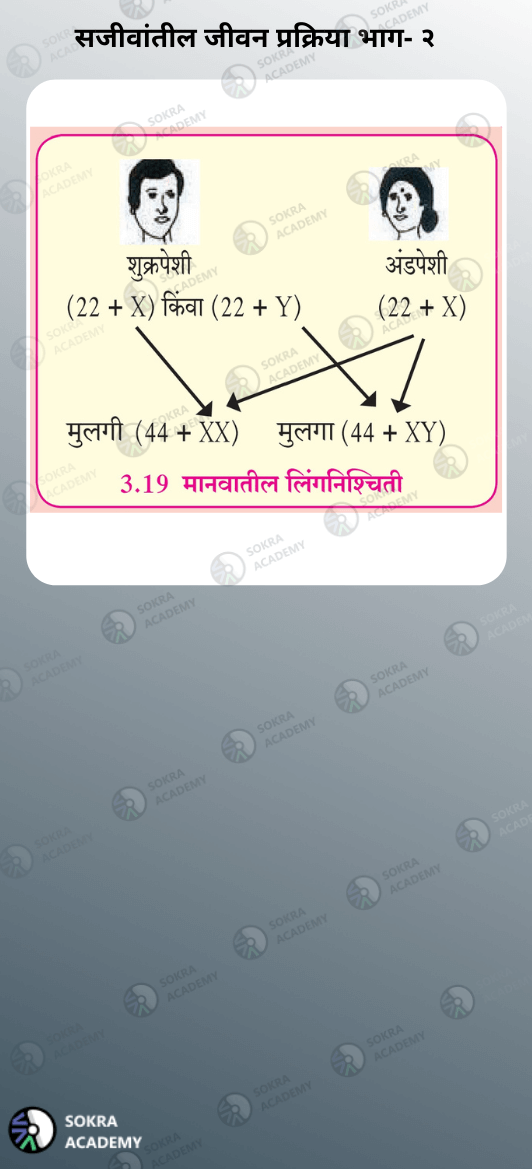 सजीवांतील जीवन प्रक्रिया भाग- २
शुक्रपेशी अंडपेशी
(22 + X) किंवा (22 + Y) (22 + X)
मुलगी (44 + XX) मुलगा (44 + XY)
3.19 मानवातील लिंगनिश्चिती
SOKRA
ACADEMY